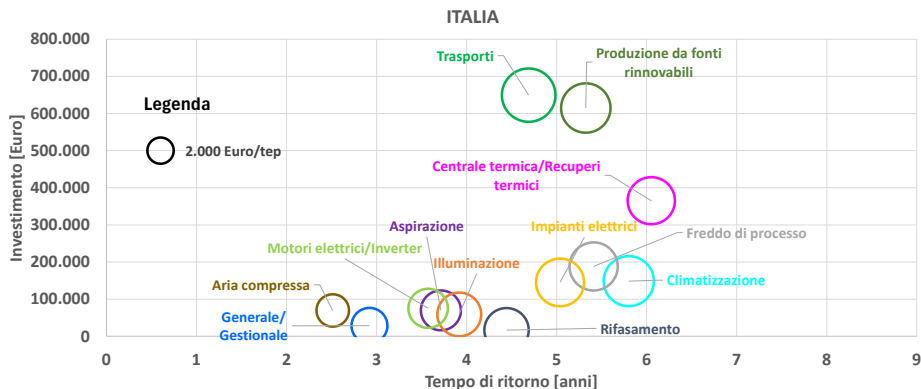 ITALIA
800.000
700.000
600.000
500.000
400.000
300.000
200.000
100.000
0
Investimento [Euro]
Legenda
2.000 Euro/tep
Trasporti
Produzione da fonti
rinnovabili
Centrale termica/Recuperi
termici
Aspirazione
Impianti elettrici
Freddo di processo
Motori elettrici/Inverter
Illuminazione
Climatizzazione
Aria compressa
Generale/
Gestionale
Rifasamento
0 1 2 3 4 5 6 7 8 9
Tempo di ritorno [anni]